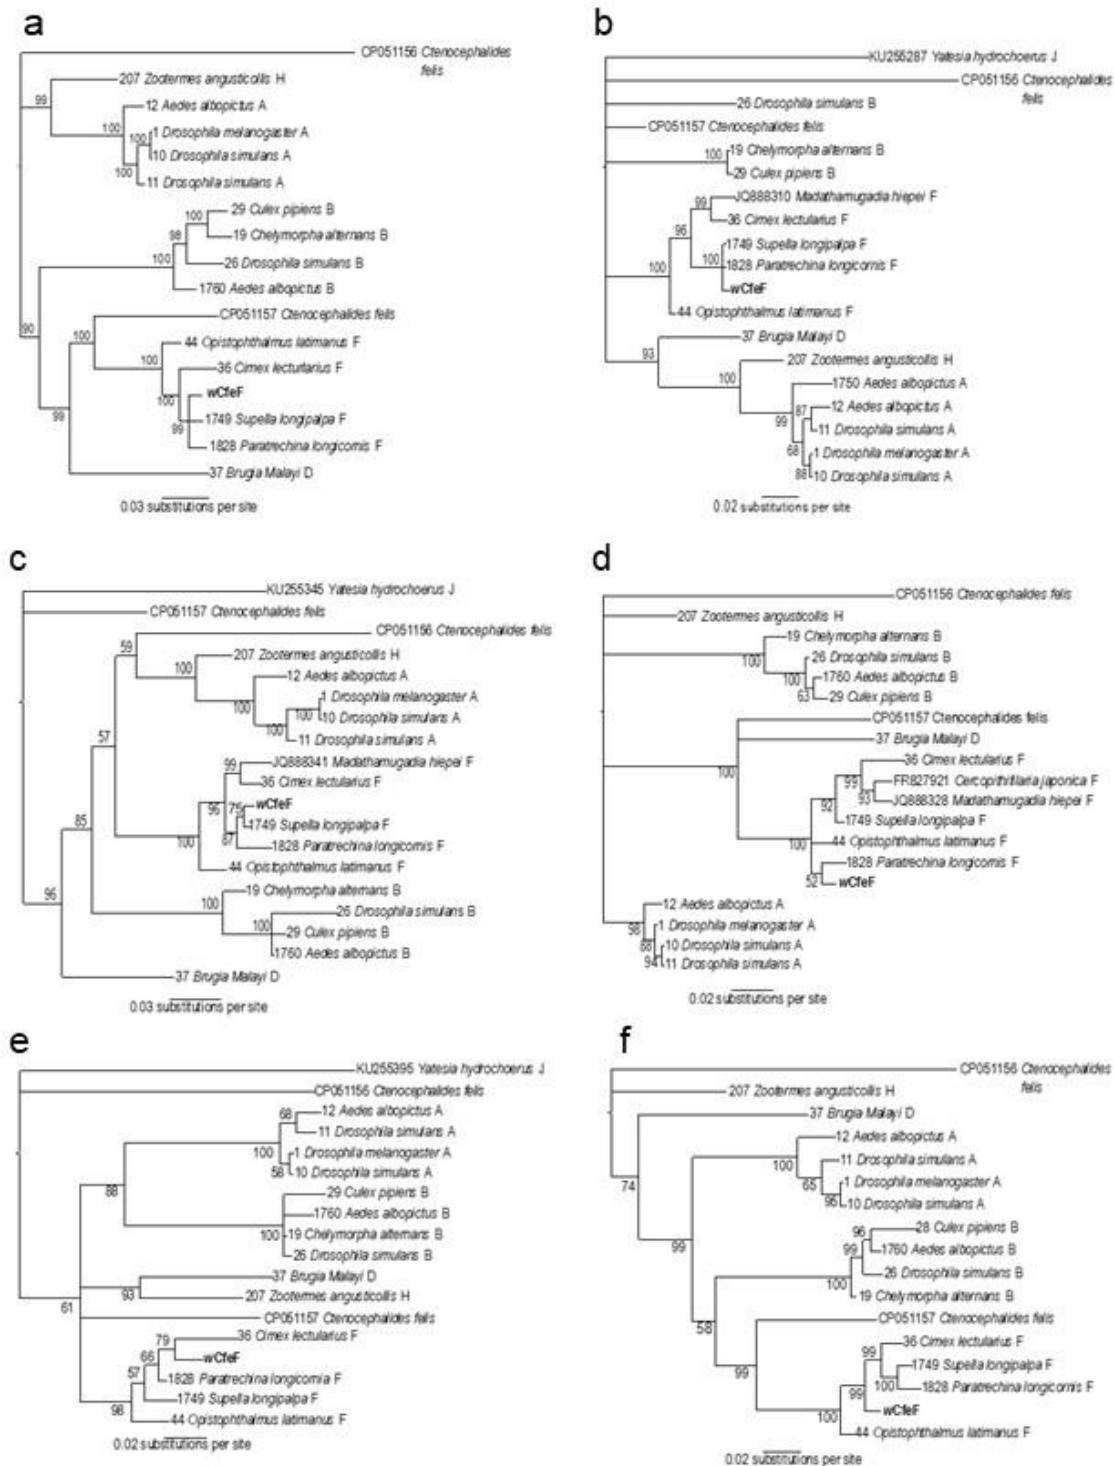 a
CP051156 Ctenocephalides
felis
207 Zootermes angusticollis H
99
12 Aedes albopictus A
100
100
1 Drosophila melanogaster A
10 Drosophila simulans A
100
11 Drosophila simulans A
29 Culex pipiens B
100
98
19 Chelymorpha alternans B
100
26 Drosophila simulans B
1760 Aedes albopictus B
90
CP051157 Ctenocephalides felis
100
44 Opistophthalmus latimanus F
100
36 Cimex lecturlarius F
100
wCfeF
99
1749 Supella longipalpa F
99
1828 Paratrechina longicornis F
37 Brugia Malayi D
0.03 substitutions per site
b
KU255287 Yatesia hydrochoerus J
CP051156 Ctenocephalides
felis
26 Drosophila simulans B
CP051157 Ctenocephalides felis
100
19 Chelymorpha alternans B
29 Culex pipiens B
99
JQ888310 Madathamugadia hiepei F
36 Cimex lectularius F
96
1749 Supella longipalpa F
100
100
1828 Paratrechina longicornis F
wCfeF
44 Opistophthalmus latimanus F
37 Brugia Malayi D
93
207 Zootermes angusticollis H
100
1750 Aedes albopictus A
99
87
12 Aedes albopictus A
11 Drosophila simulans A
68
1 Drosophila melanogaster A
88
10 Drosophila simulans A
0.02 substitutions per site
c
KU255345 Yatesia hydrochoerus J
CP051157 Ctenocephalides felis
CP051156 Ctenocephalides felis
59
207 Zootermes angusticollis H
100
12 Aedes albopictus A
100
1 Drosophila melanogaster A
100
10 Drosophila simulans A
100
11 Drosophila simulans A
57
JQ888341 Madathamugadia hiepei F
99
36 Cimex lectularius F
96
75
wCfeF
1749 Supella longipalpa F
67
1828 Paratrechina longicornis F
100
44 Opistophthalmus latimanus F
85
19 Chelymorpha alternans B
100
26 Drosophila simulans B
100
29 Culex pipiens B
1760 Aedes albopictus B
96
37 Brugia Malayi D
0.03 substitutions per site
d
CP051156 Ctenocephalides felis
207 Zootermes angusticollis H
19 Chelymorpha alternans B
100
26 Drosophila simulans B
100
1760 Aedes albopictus B
63
29 Culex pipiens B
CP051157 Ctenocephalides felis
37 Brugia Malayi D
100
36 Cimex lectularius F
99
FR827921 Cercopithifilaria japonica F
93
JQ888328 Madathamugadia hiepei F
92
1749 Supella longipalpa F
100
44 Opistophthalmus latimanus F
1828 Paratrechina longicornis F
52
wCfeF
12 Aedes albopictus A
98
1 Drosophila melanogaster A
88
10 Drosophila simulans A
94
11 Drosophila simulans A
0.02 substitutions per site
e
KU255395 Yatesia hydrochoerus J
CP051156 Ctenocephalides felis
68
12 Aedes albopictus A
11 Drosophila simulans A
100
1 Drosophila melanogaster A
58
10 Drosophila simulans A
88
29 Culex pipiens B
1760 Aedes albopictus B
100
19 Chelymorpha alternans B
26 Drosophila simulans B
37 Brugia Malayi D
93
207 Zootermes angusticollis H
61
CP051157 Ctenocephalides felis
36 Cimex lectularius F
79
wCfeF
66
1828 Paratrechina longicornia F
57
1749 Supella longipalpa F
98
44 Opistophthalmus latimanus F
0.02 substitutions per site
f
CP051156 Ctenocephalides
felis
207 Zootermes angusticollis H
37 Brugia Malayi D
74
12 Aedes albopictus A
100
11 Drosophila simulans A
65
1 Drosophila melanogaster A
96
10 Drosophila simulans A
99
28 Culex pipiens B
96
1760 Aedes albopictus B
99
26 Drosophila simulans B
100
19 Chelymorpha alternans B
58
CP051157 Ctenocephalides felis
99
36 Cimex lectularius F
99
1749 Supella longipalpa F
100
1828 Paratrechina longicornis F
99
wCfeF
100
44 Opistophthalmus latimanus F
0.02 substitutions per site